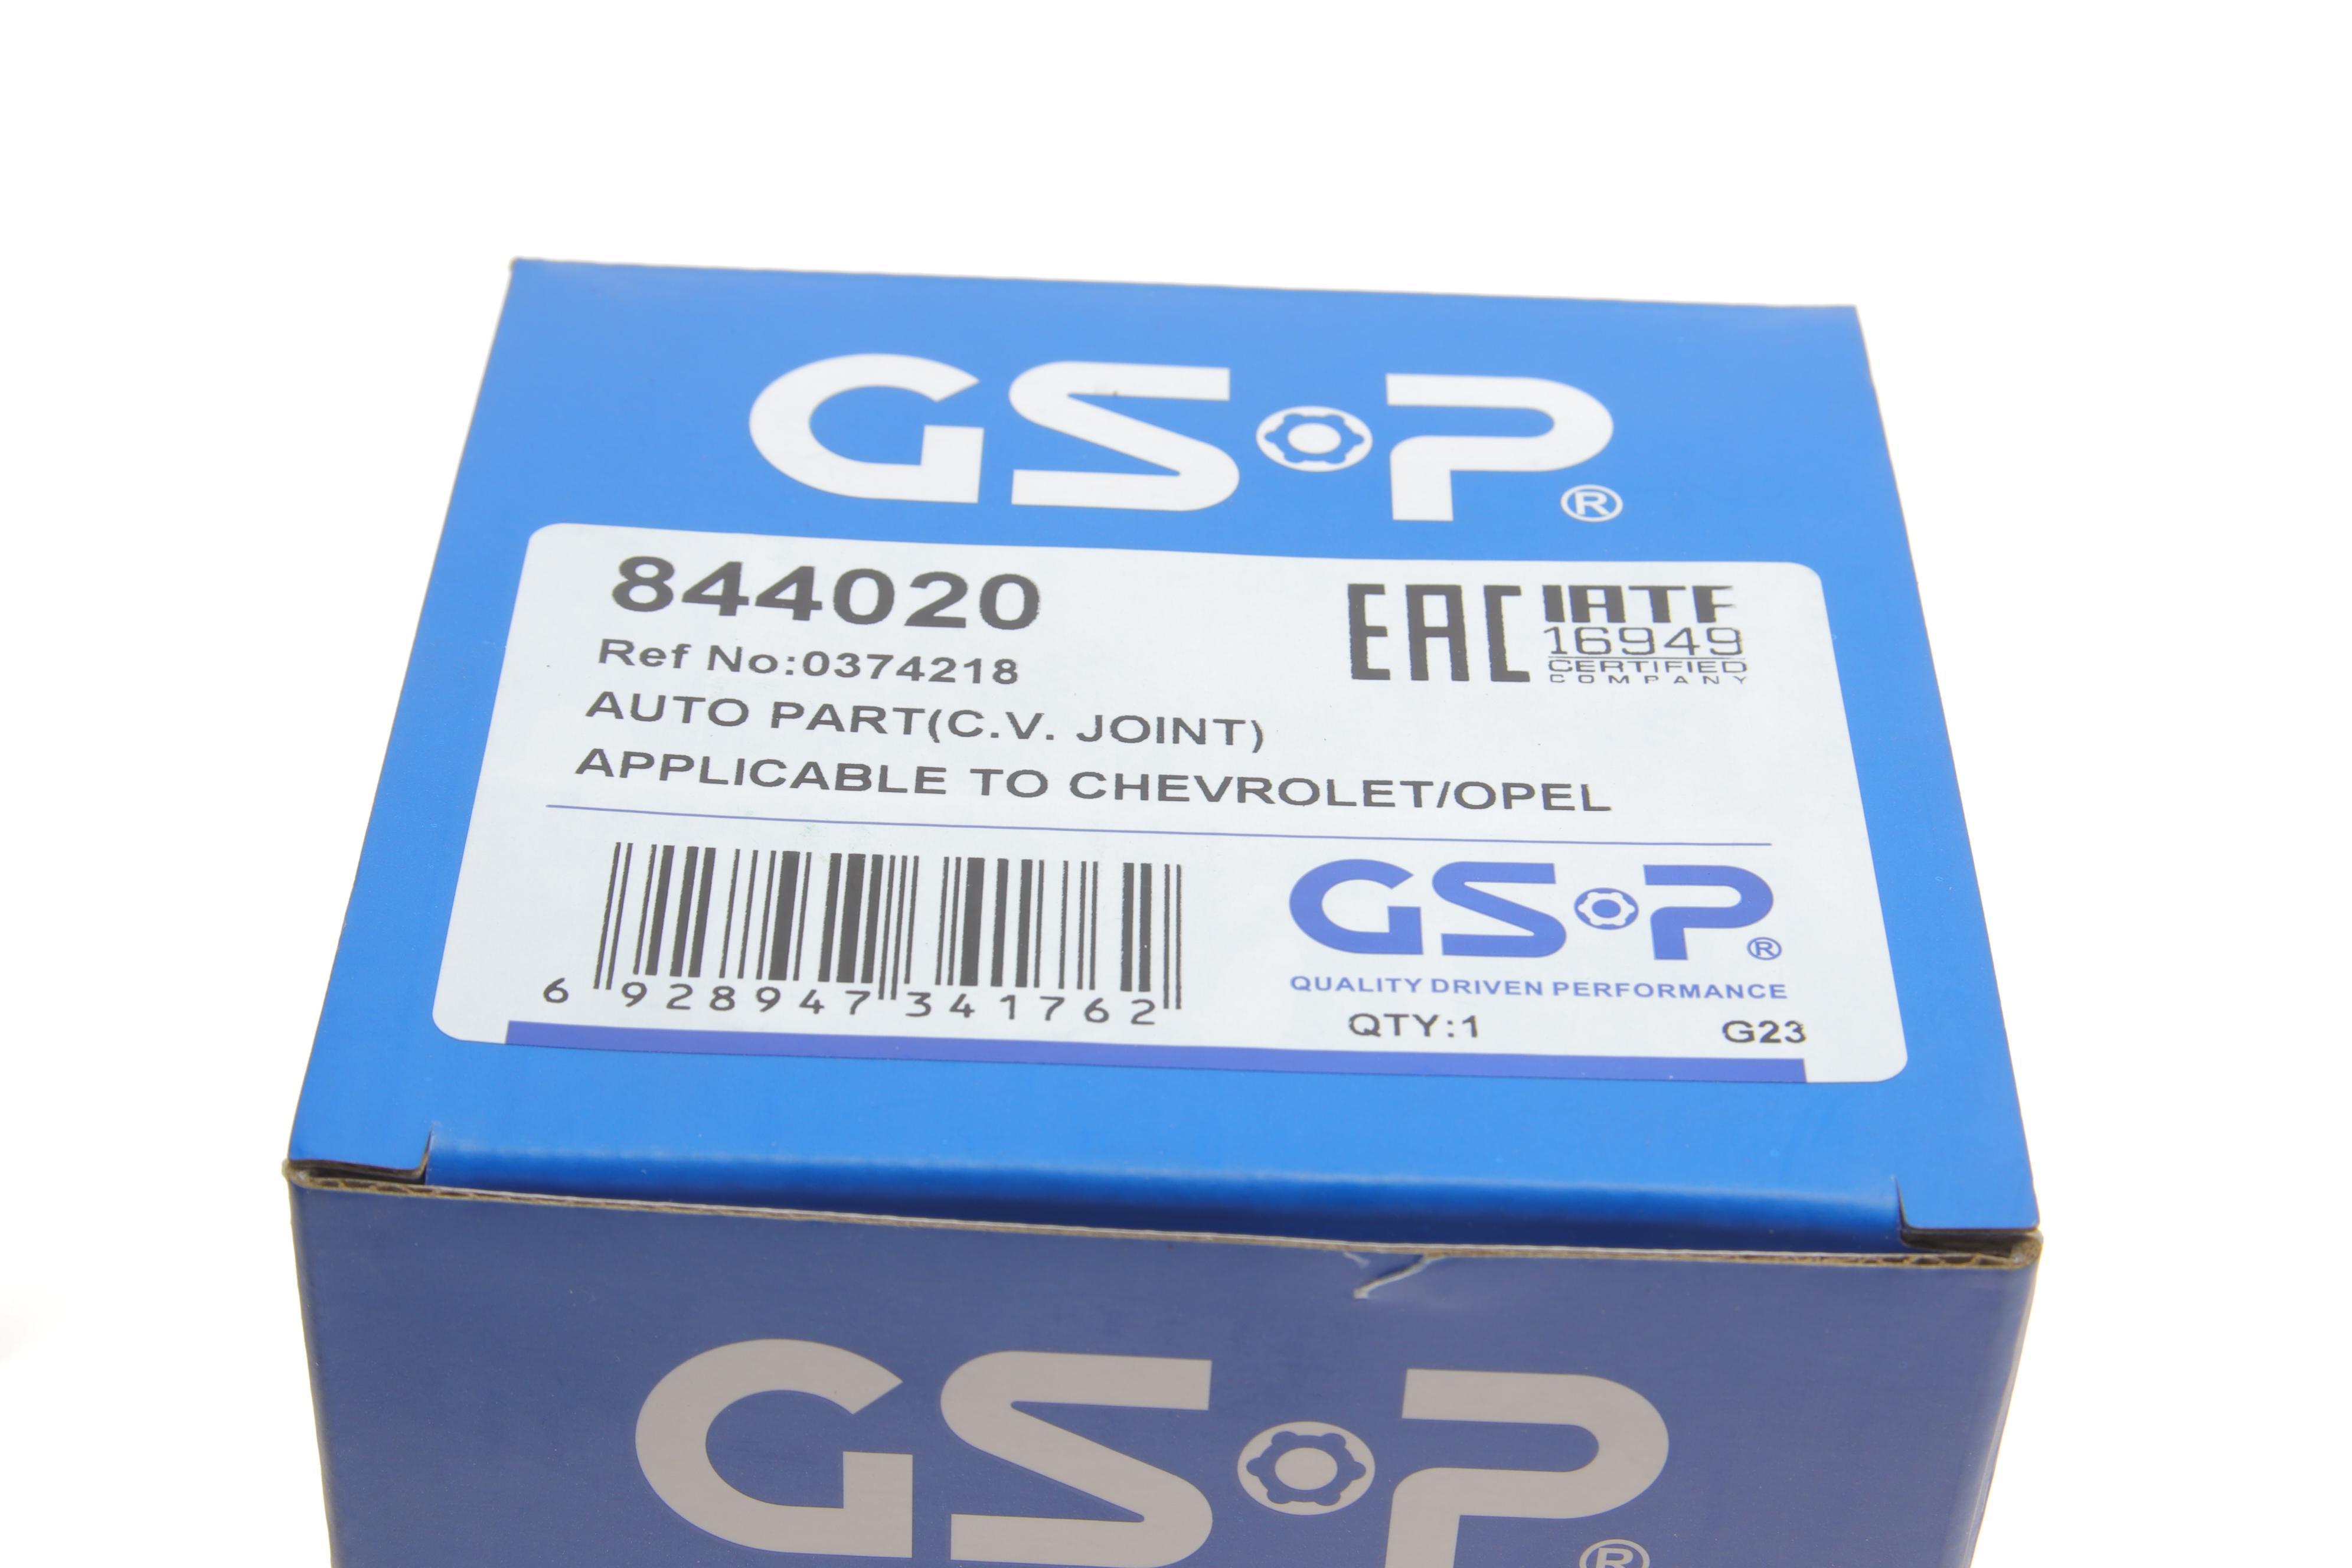 GSP®
844020
EAC
IATF
16949
CERTIFIED
COMPANY
Ref No:0374218
AUTO PART(C.V. JOINT)
APPLICABLE TO CHEVROLET/OPEL
6 928947 341762
GSP®
QUALITY DRIVEN PERFORMANCE
QTY:1
G23
GSP®